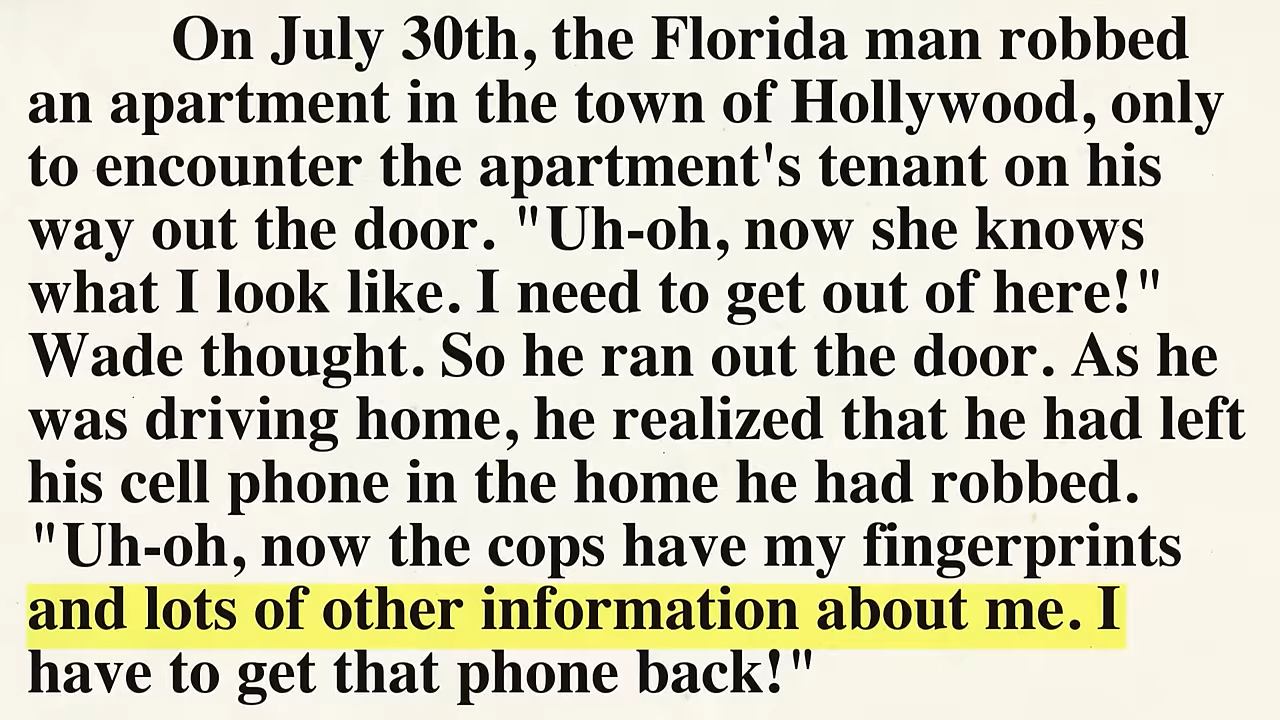 On July 30th, the Florida man robbed
an apartment in the town of Hollywood, only
to encounter the apartment's tenant on his
way out the door. "Uh-oh, now she knows
what I look like. I need to get out of here!"
Wade thought. So he ran out the door. As he
was driving home, he realized that he had left
his cell phone in the home he had robbed.
"Uh-oh, now the cops have my fingerprints
and lots of other information about me. I
have to get that phone back!"